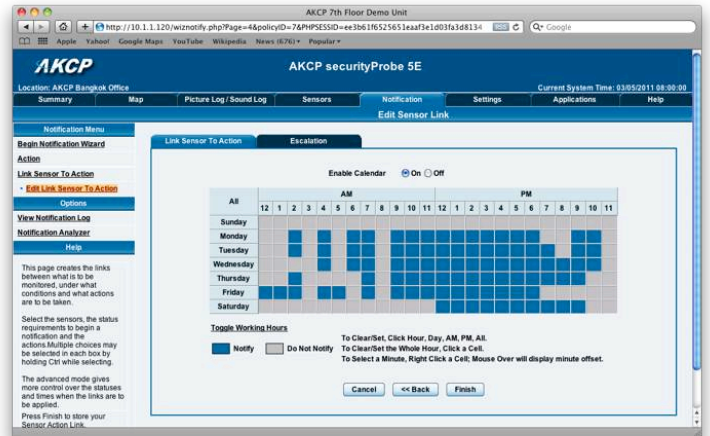 AKCP 7th Floor Demo Unit
http://10.1.1.120/wiznotify.php?Page=4&policyID=7&PHPSESSID=ee3b61f6525651eaaf3e1d03fa3d8134
Google
Apple Yahoo! Google Maps YouTube Wikipedia News (676) Popular
AKCP
AKCP securityProbe 5E
Location: AKCP Bangkok Office
Current System Time: 03/05/2011 08:00:00
Summary Map Picture Log / Sound Log Sensors Notification Settings Applications Help
Edit Sensor Link
Notification Menu
Begin Notification Wizard
Action
Link Sensor To Action
Edit Link Sensor To Action
Options
View Notification Log
Notification Analyzer
Help
This page creates the links
between what is to be
monitored, under what
conditions and what actions
are to be taken.
Select the sensors, the status
requirements to begin a
notification and the
actions.Multiple choices may
be selected in each box by
holding Ctrl while selecting.
The advanced mode gives
more control over the statuses
and times when the links are to
be applied.
Press Finish to store your
Sensor Action Link.
Link Sensor To Action Escalation
Enable Calendar On Off
All AM PM
12 1 2 3 4 5 6 7 8 9 10 11 12 1 2 3 4 5 6 7 8 9 10 11
Sunday
Monday
Tuesday
Wednesday
Thursday
Friday
Saturday
Toggle Working Hours
Notify Do Not Notify
To Clear/Set, Click Hour, Day, AM, PM, All.
To Clear/Set the Whole Hour, Click a Cell.
To Select a Minute, Right Click a Cell; Mouse Over will display minute offset.
Cancel << Back Finish